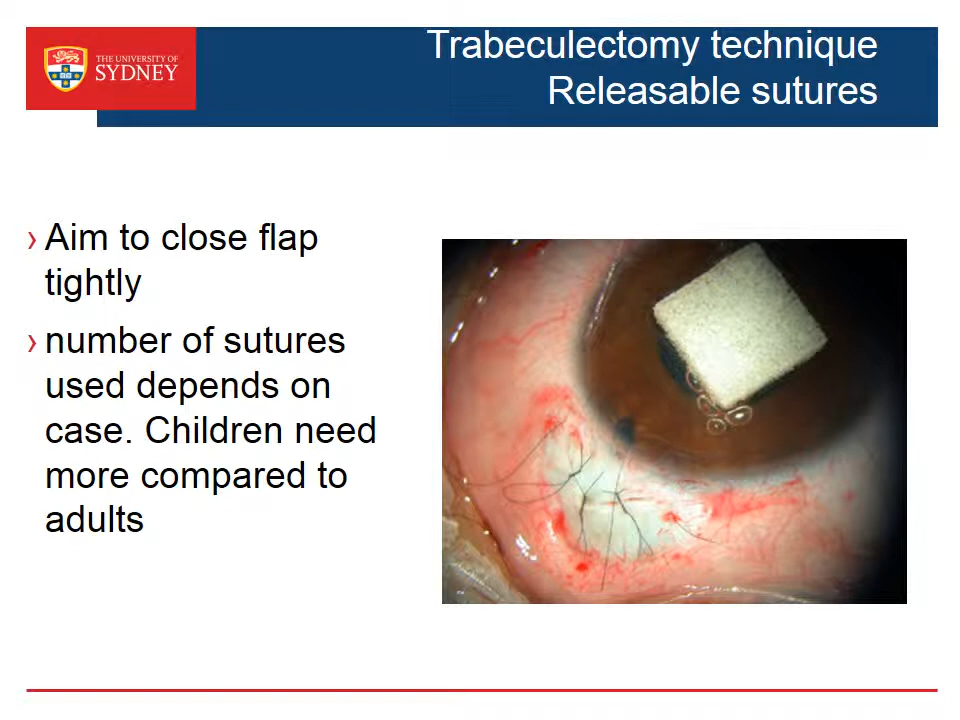 THE UNIVERSITY OF
SYDNEY
Trabeculectomy technique
Releasable sutures
› Aim to close flap
tightly
› number of sutures
used depends on
case. Children need
more compared to
adults